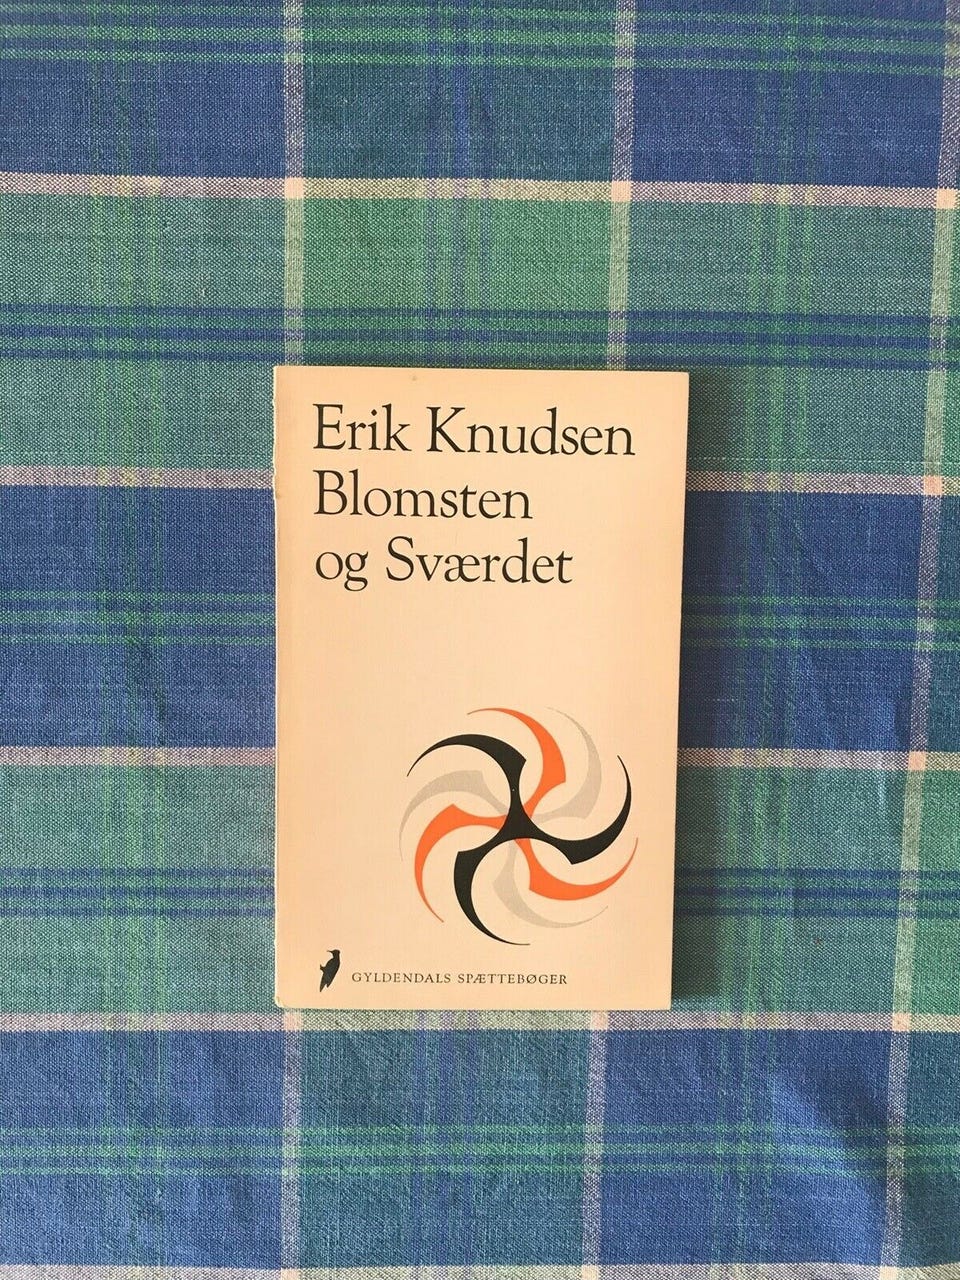 Erik Knudsen
Blomsten
og Sværdet
GYLDENDALS SPÆTTEBØGER